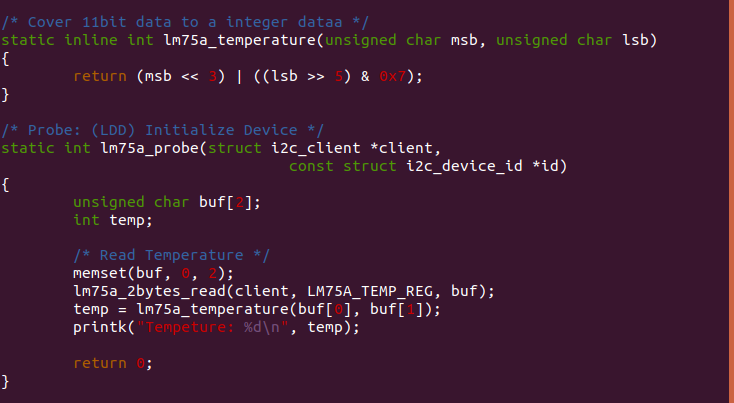 /* Cover 11bit data to a integer dataa */
static inline int lm75a_temperature(unsigned char msb, unsigned char lsb)
{
        return (msb << 3) | ((lsb >> 5) & 0x7);
}

/* Probe: (LDD) Initialize Device */
static int lm75a_probe(struct i2c_client *client,
                                const struct i2c_device_id *id)
{
        unsigned char buf[2];
        int temp;

        /* Read Temperature */
        memset(buf, 0, 2);
        lm75a_2bytes_read(client, LM75A_TEMP_REG, buf);
        temp = lm75a_temperature(buf[0], buf[1]);
        printk("Tempeture: %d\n", temp);

        return 0;
}